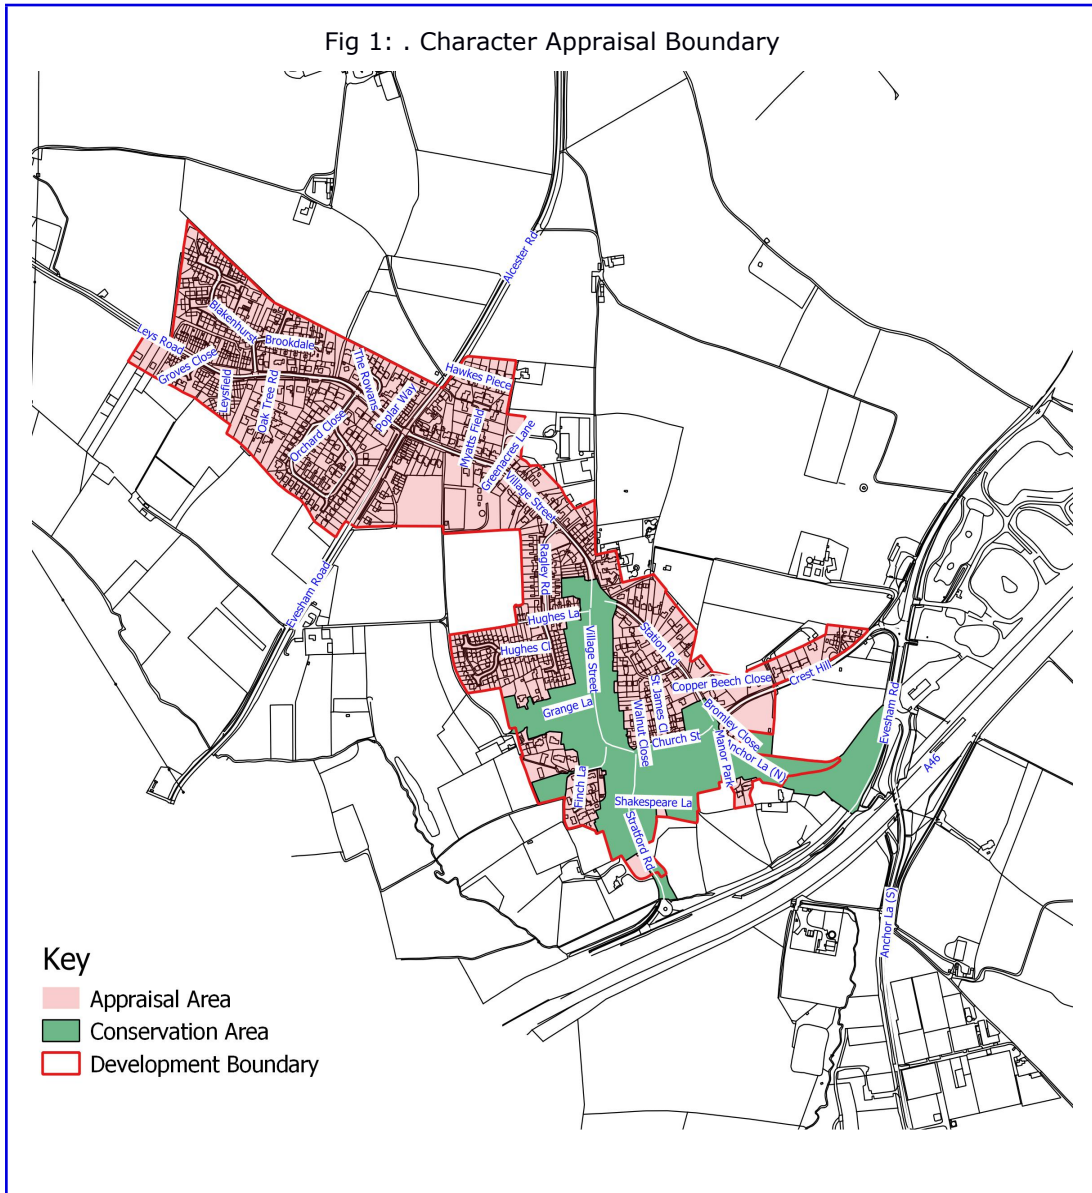 Fig 1: . Character Appraisal Boundary
Alcester Rd
Leys Road
Blakenhurst
Brookdale
Groves Close
Leysfield
Oak Tree Rd
The Rowans
Poplar Way
Orchard Close
Hawkes Piece
Myatts Field
Greenacres Lane
Village Street
Evesham Road
Ragley Rd
Hughes La
Hughes Cl
Village Street
Station Rd
Grange La
St James Cl
Walnut Close
Church St
Copper Beech Close
Crest Hill
Bromley Close
Anchor La (N)
Manor Park
Evesham Rd
A46
Finch La
Shakespeare La
Stratford Rd
Anchor La (S)
Key
Appraisal Area
Conservation Area
Development Boundary